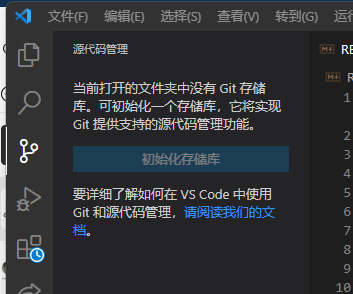 文件(F) 编辑(E) 选择(S) 查看(V) 转到(G) 运行
源代码管理
RE
当前打开的文件夹中没有 Git 存储
库。可初始化一个存储库，它将实现
Git 提供支持的源代码管理功能。
初始化存储库
要详细了解如何在 VS Code 中使用
Git 和源代码管理，请阅读我们的文
档。
R
1
2
3
4
5
6
7
8
9
10